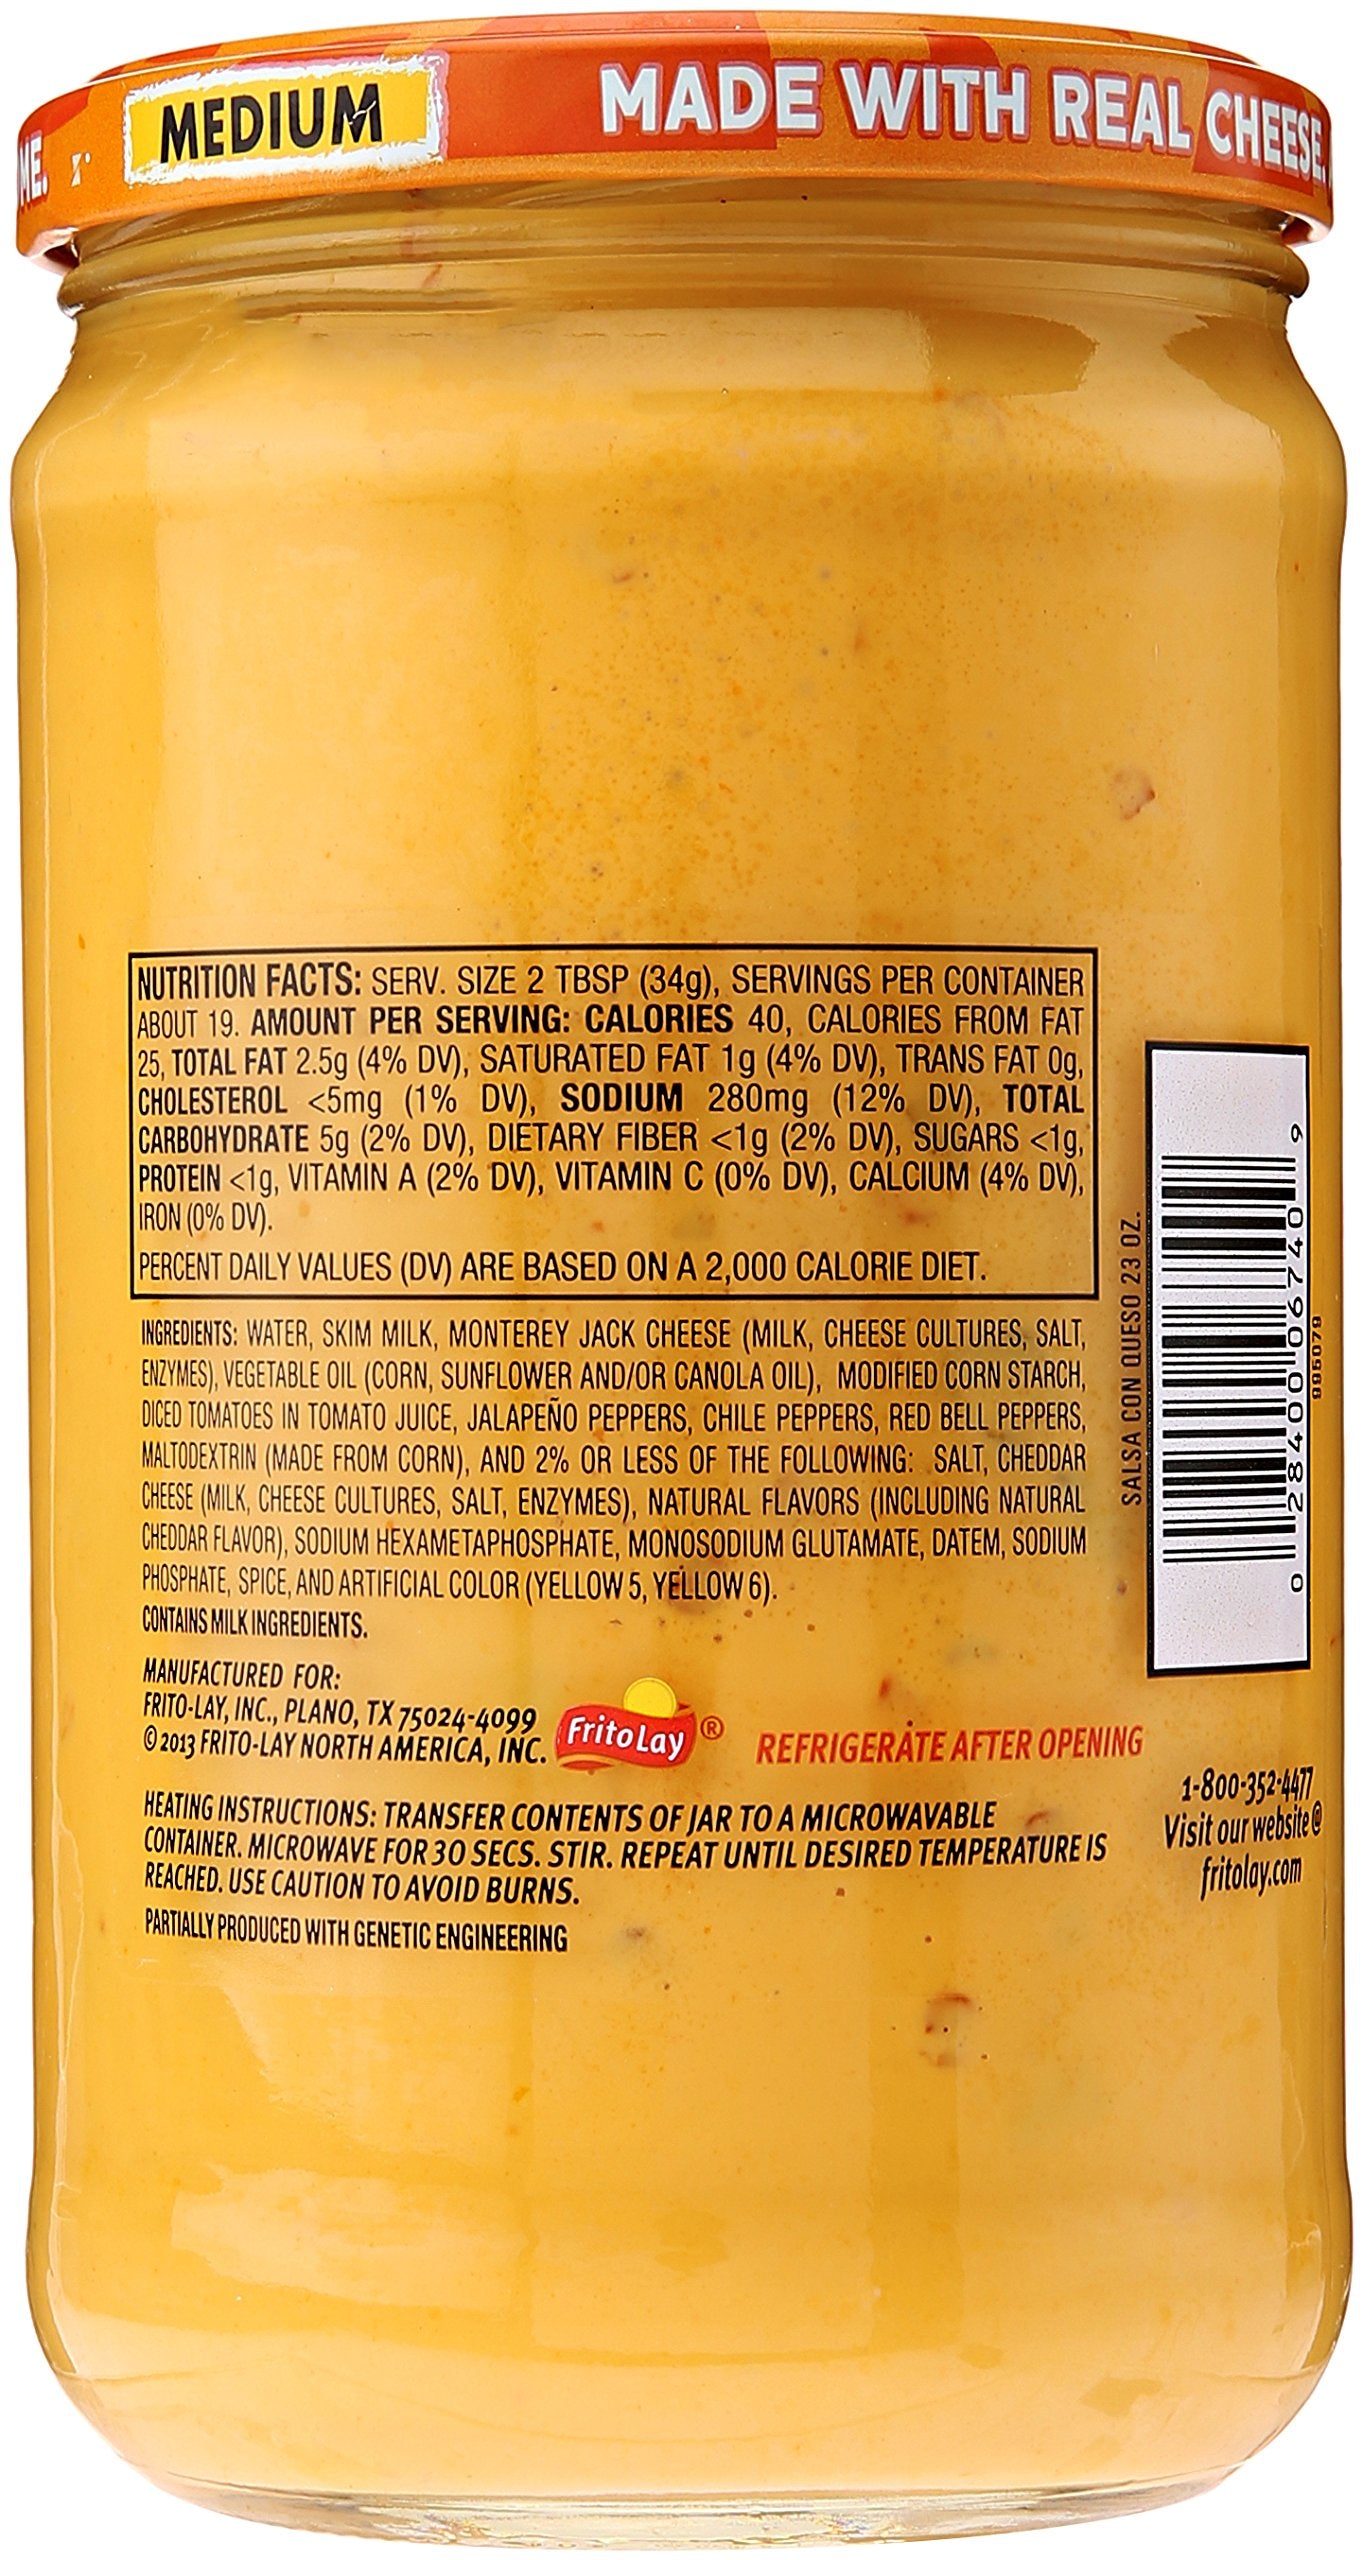 ME.
MEDIUM
MADE WITH REAL CHEESE.
NUTRITION FACTS: SERV. SIZE 2 TBSP (34g), SERVINGS PER CONTAINER
ABOUT 19. AMOUNT PER SERVING: CALORIES 40, CALORIES FROM FAT
25, TOTAL FAT 2.5g (4% DV), SATURATED FAT 1g (4% DV), TRANS FAT 0g,
CHOLESTEROL <5mg (1% DV), SODIUM 280mg (12% DV), TOTAL
CARBOHYDRATE 5g (2% DV), DIETARY FIBER <1g (2% DV), SUGARS <1g,
PROTEIN <1g, VITAMIN A (2% DV), VITAMIN C (0% DV), CALCIUM (4% DV),
IRON (0% DV).
PERCENT DAILY VALUES (DV) ARE BASED ON A 2,000 CALORIE DIET.
INGREDIENTS: WATER, SKIM MILK, MONTEREY JACK CHEESE (MILK, CHEESE CULTURES, SALT,
ENZYMES), VEGETABLE OIL (CORN, SUNFLOWER AND/OR CANOLA OIL), MODIFIED CORN STARCH,
DICED TOMATOES IN TOMATO JUICE, JALAPEÑO PEPPERS, CHILE PEPPERS, RED BELL PEPPERS,
MALTODEXTRIN (MADE FROM CORN), AND 2% OR LESS OF THE FOLLOWING: SALT, CHEDDAR
CHEESE (MILK, CHEESE CULTURES, SALT, ENZYMES), NATURAL FLAVORS (INCLUDING NATURAL
CHEDDAR FLAVOR), SODIUM HEXAMETAPHOSPHATE, MONOSODIUM GLUTAMATE, DATEM, SODIUM
PHOSPHATE, SPICE, AND ARTIFICIAL COLOR (YELLOW 5, YELLOW 6).
CONTAINS MILK INGREDIENTS.
MANUFACTURED FOR:
FRITO-LAY, INC., PLANO, TX 75024-4099
© 2013 FRITO-LAY NORTH AMERICA, INC.
FritoLay ®
REFRIGERATE AFTER OPENING
HEATING INSTRUCTIONS: TRANSFER CONTENTS OF JAR TO A MICROWAVABLE
CONTAINER. MICROWAVE FOR 30 SECS. STIR. REPEAT UNTIL DESIRED TEMPERATURE IS
REACHED. USE CAUTION TO AVOID BURNS.
PARTIALLY PRODUCED WITH GENETIC ENGINEERING
SALSA CON QUESO 23 OZ.
0 28400 06740 9
995079
1-800-352-4477
Visit our website @
fritolay.com